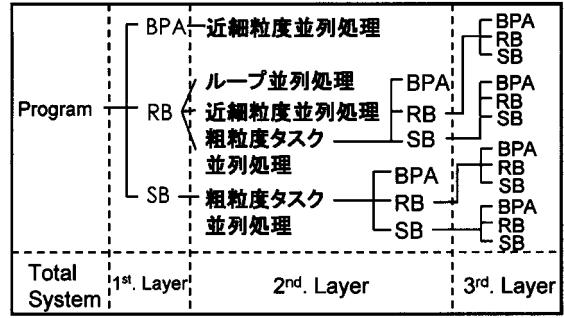 BPA 近細粒度並列処理
Program
RB
ループ並列処理
近細粒度並列処理
粗粒度タスク
並列処理
SB
粗粒度タスク
並列処理
BPA
RB
SB
BPA
RB
SB
BPA
RB
SB
BPA
RB
SB
BPA
RB
SB
BPA
RB
SB
Total
System
1st. Layer
2nd. Layer
3rd. Layer